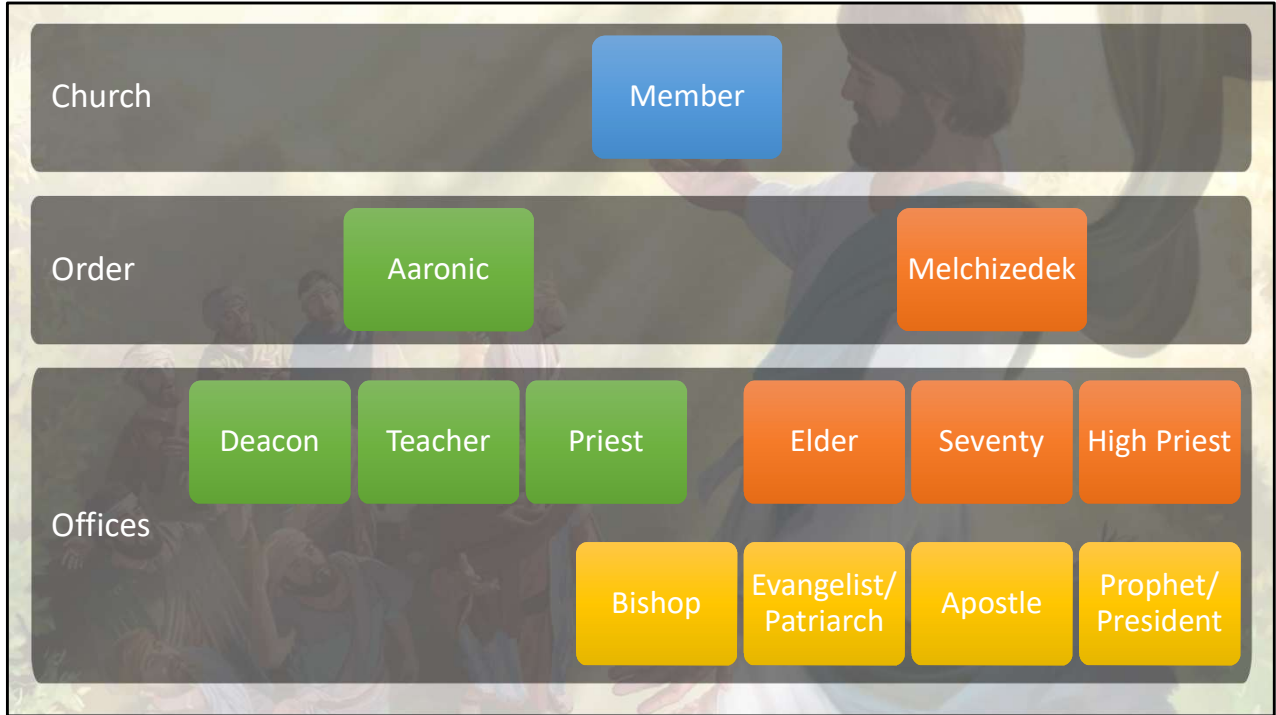 Church
Member
Order
Aaronic
Melchizedek
Offices
Deacon
Teacher
Priest
Elder
Seventy
High Priest
Bishop
Evangelist/
Patriarch
Apostle
Prophet/
President